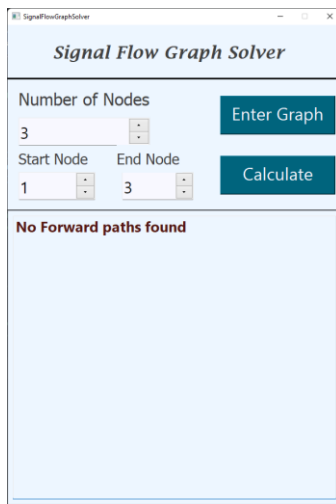 SignalFlowGraphSolver
Signal Flow Graph Solver
Number of Nodes
Enter Graph
3
Start Node End Node
Calculate
1 3
No Forward paths found